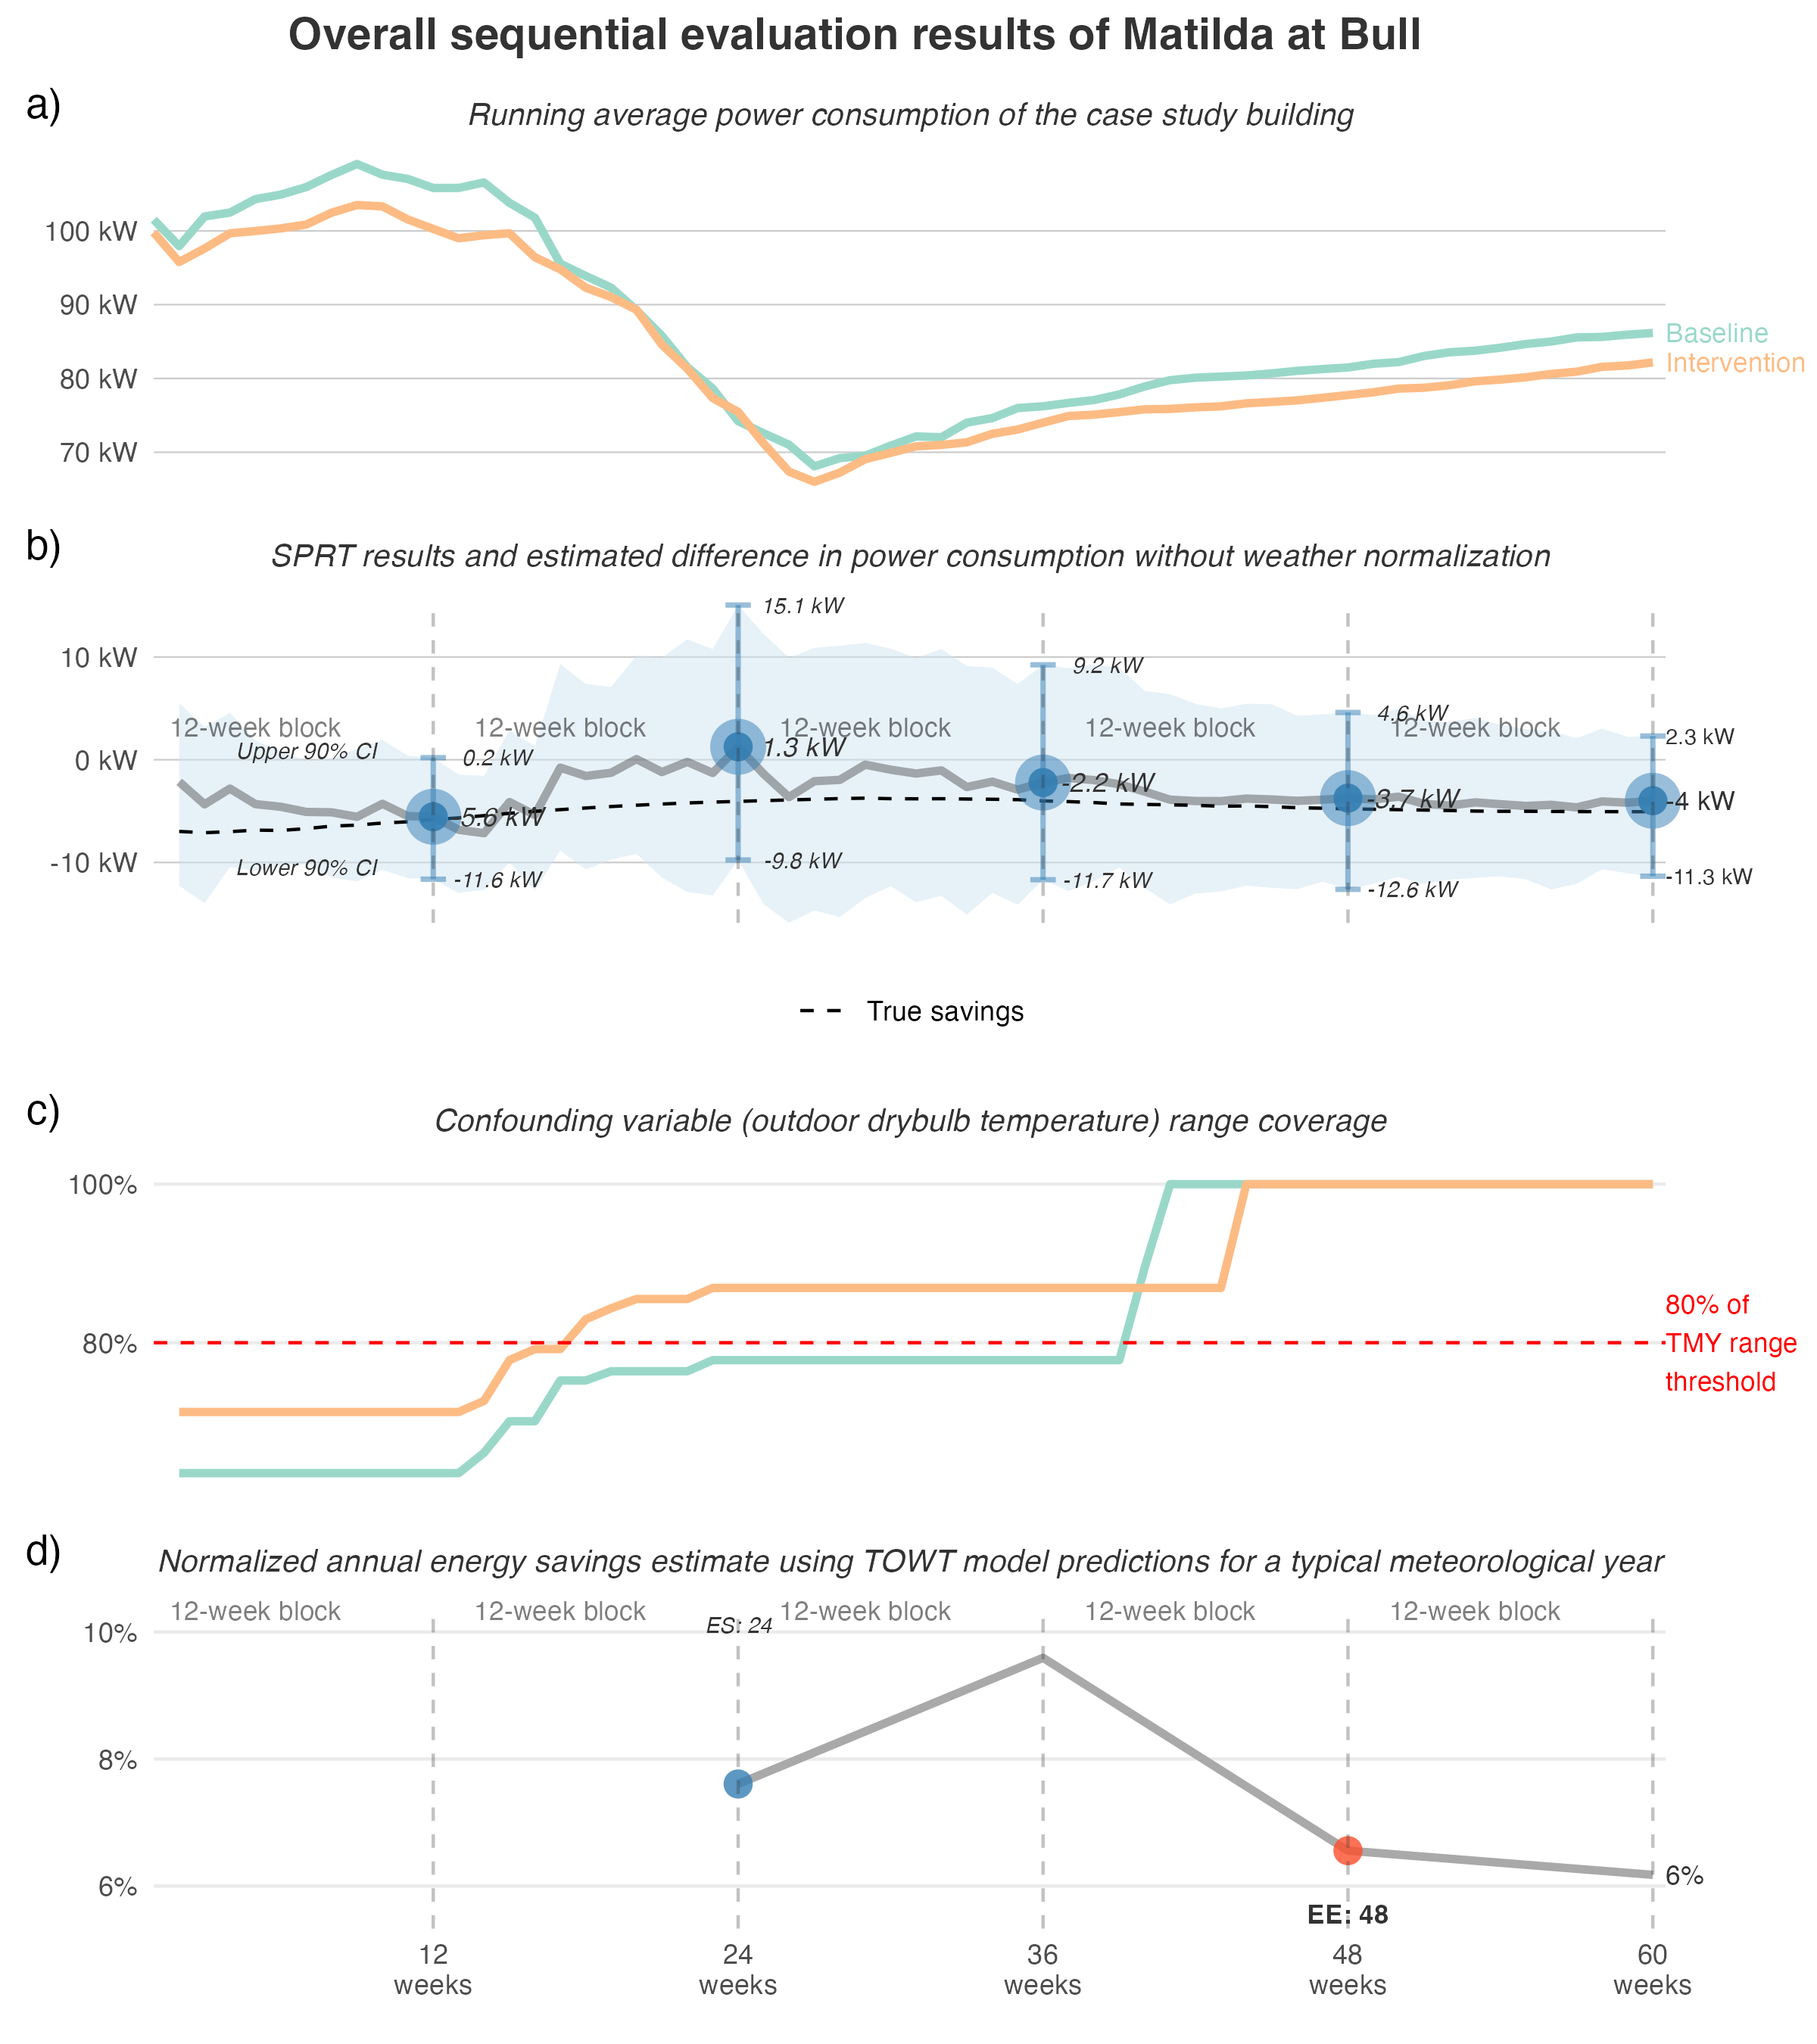 Overall sequential evaluation results of Matilda at Bull
a)
Running average power consumption of the case study building
100 kW
90 kW
80 kW
70 kW
Baseline
Intervention
b)
SPRT results and estimated difference in power consumption without weather normalization
15.1 kW
10 kW
9.2 kW
12-week block
12-week block
12-week block
12-week block
4.6 kW
12-week block
Upper 90% CI
0.2 kW
1.3 kW
2.3 kW
0 kW
-2.2 kW
-3.7 kW
-4 kW
-5.6 kW
-10 kW
Lower 90% CI
-11.6 kW
-9.8 kW
-11.7 kW
-12.6 kW
-11.3 kW
True savings
c)
Confounding variable (outdoor drybulb temperature) range coverage
100%
80%
80% of
TMY range
threshold
d)
Normalized annual energy savings estimate using TOWT model predictions for a typical meteorological year
12-week block
12-week block
12-week block
12-week block
12-week block
ES: 24
10%
8%
6%
6%
EE: 48
12
weeks
24
weeks
36
weeks
48
weeks
60
weeks